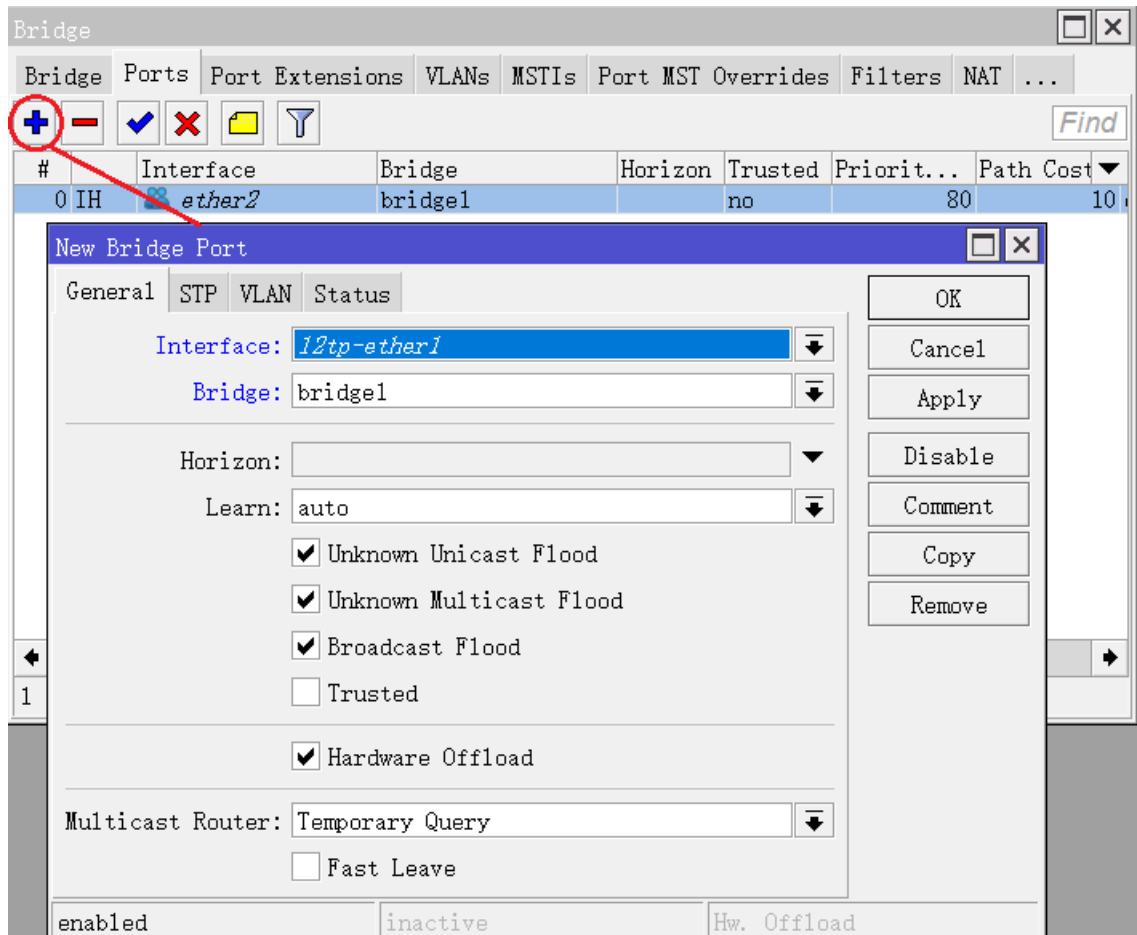 Bridge
Bridge Ports Port Extensions VLANs MSTIs Port MST Overrides Filters NAT ...
Find
# Interface Bridge Horizon Trusted Priorit... Path Cost
0 IH ether2 bridge1 no 80 10
New Bridge Port
General STP VLAN Status
OK
Interface: l2tp-ether1
Cancel
Bridge: bridge1
Apply
Horizon:
Disable
Learn: auto
Comment
Unknown Unicast Flood
Copy
Unknown Multicast Flood
Remove
Broadcast Flood
1
Trusted
Hardware Offload
Multicast Router: Temporary Query
Fast Leave
enabled inactive Hw. Offload